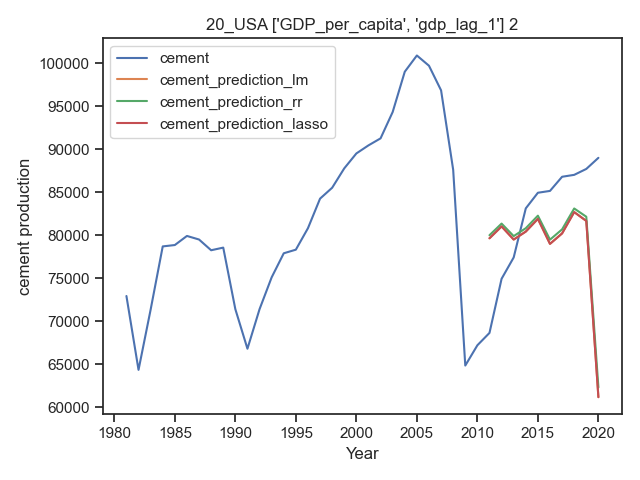 20_USA ['GDP_per_capita', 'gdp_lag_1'] 2
cement
cement_prediction_lm
cement_prediction_rr
cement_prediction_lasso
cement production
100000
95000
90000
85000
80000
75000
70000
65000
60000
1980 1985 1990 1995 2000 2005 2010 2015 2020
Year